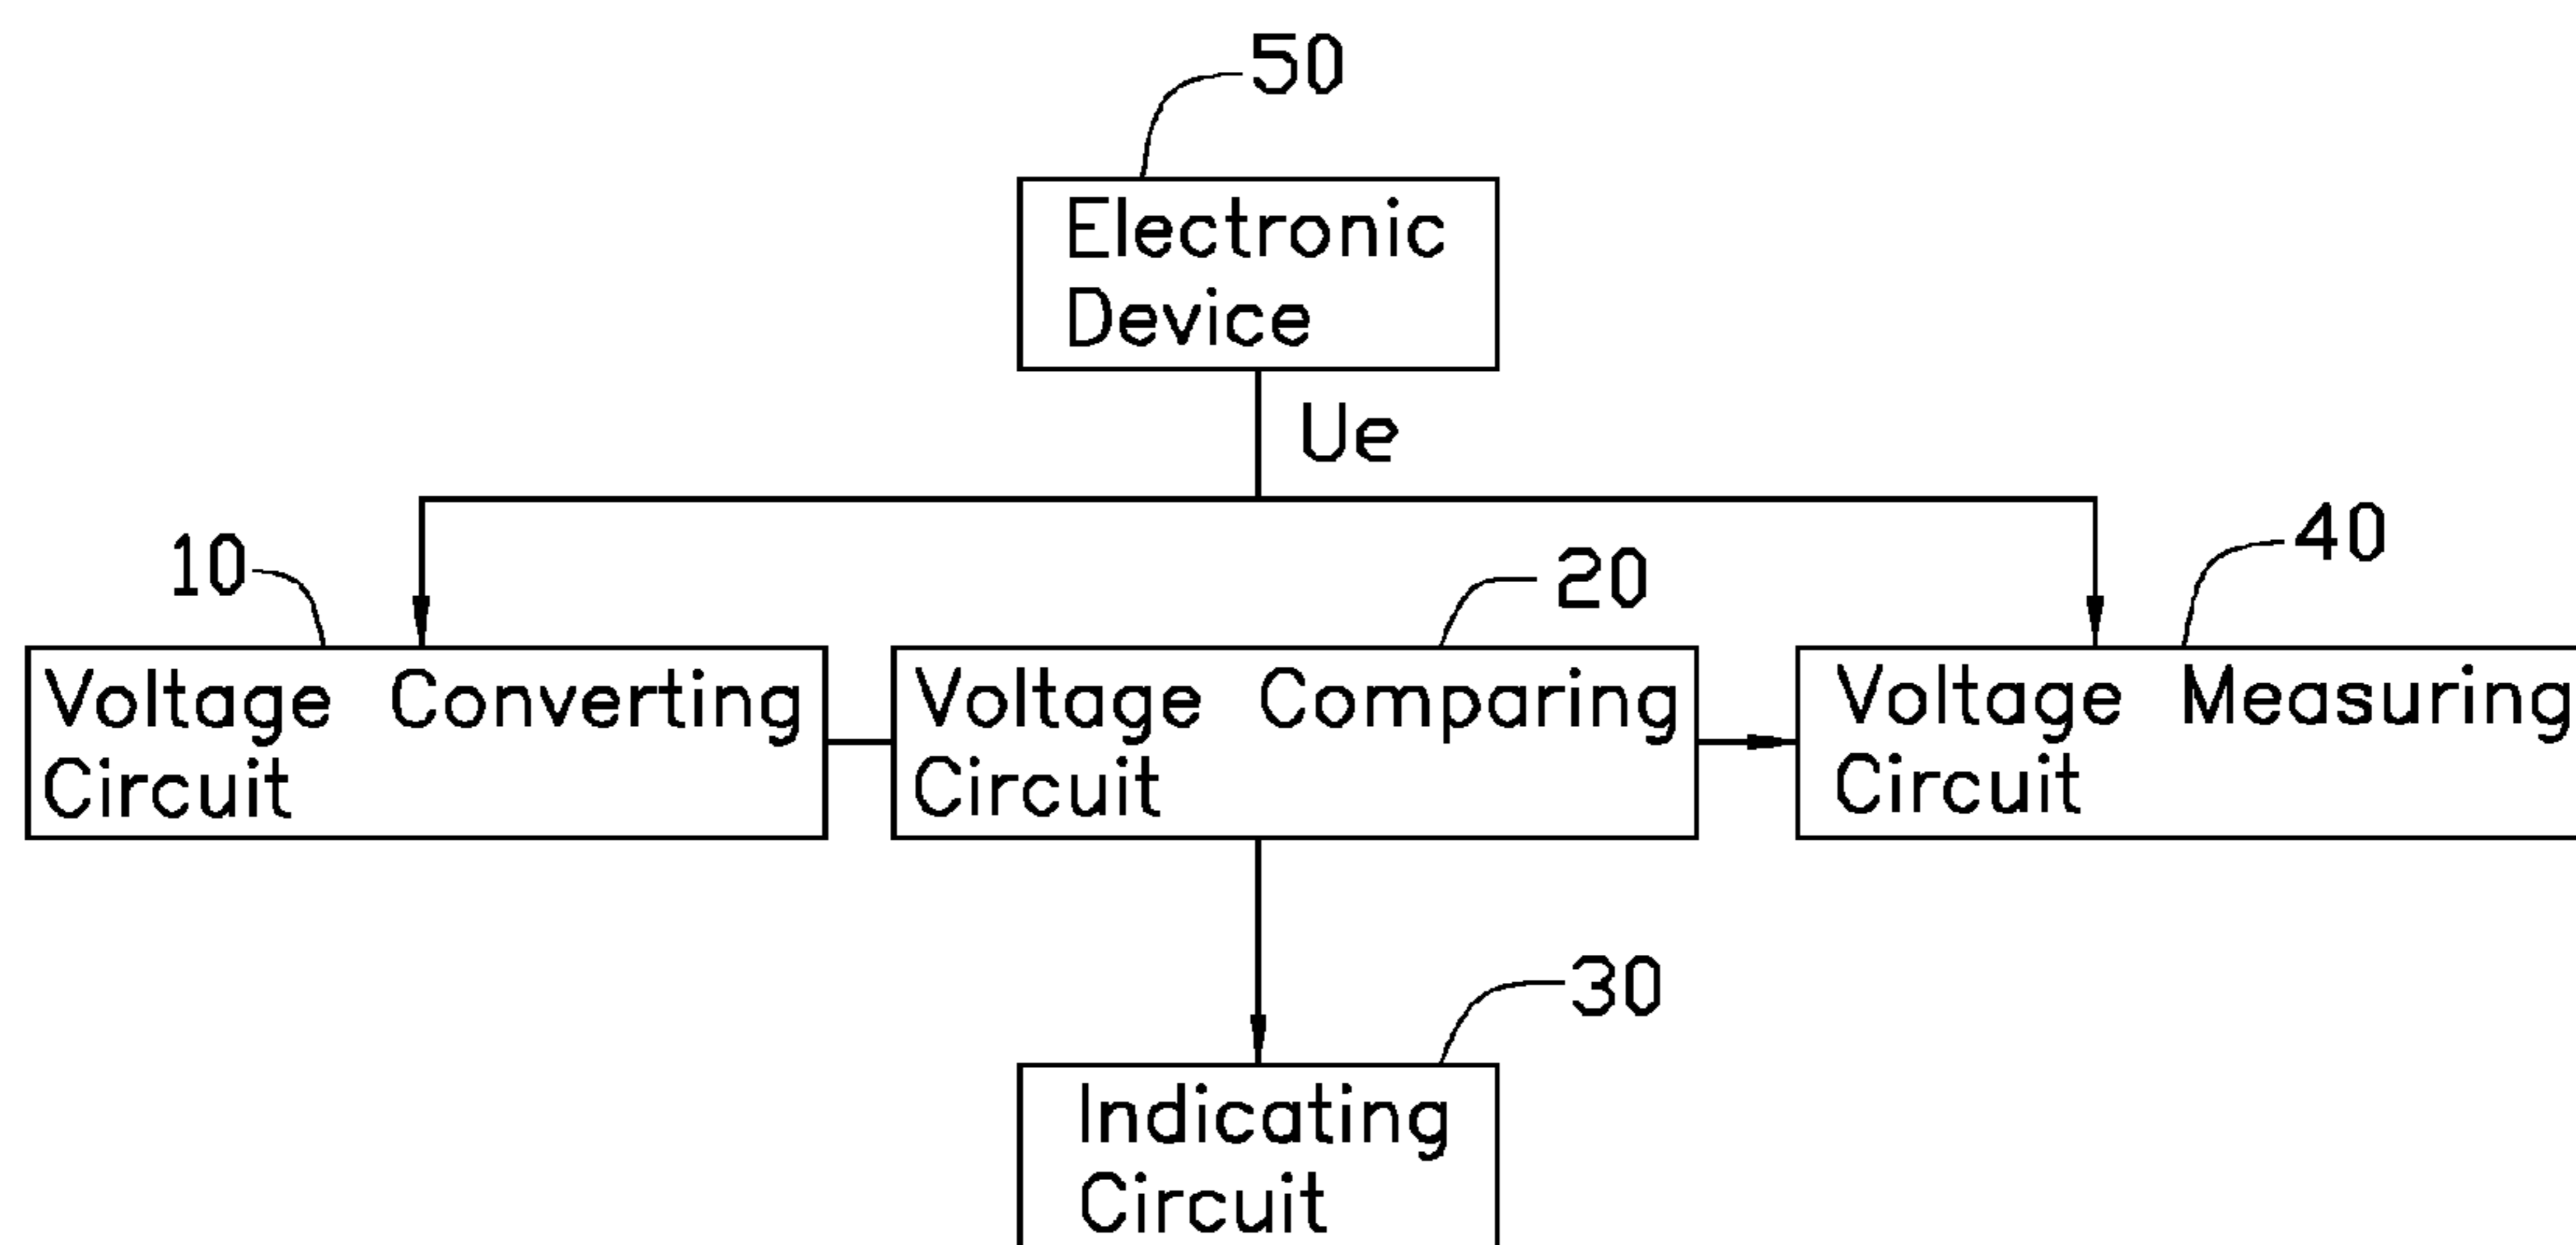 50
Electronic
Device
Ue
10
20
40
Voltage Converting
Circuit
Voltage Comparing
Circuit
Voltage Measuring
Circuit
30
Indicating
Circuit